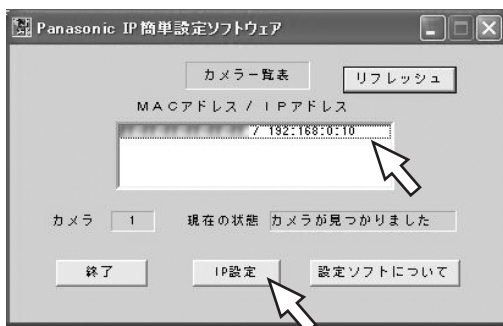 Panasonic IP簡単設定ソフトウェア
カメラ一覧表
リフレッシュ
MACアドレス / IPアドレス
/ 192:168:0:10
カメラ 1 現在の状態 カメラが見つかりました
終了 IP設定 設定ソフトについて